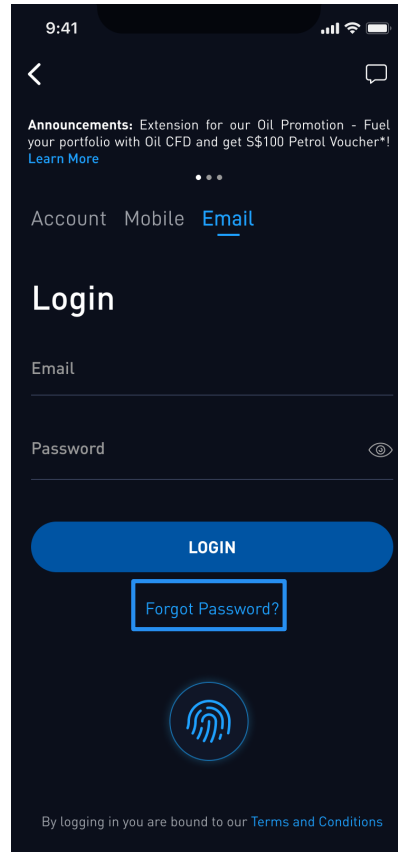 9:41
Announcements: Extension for our Oil Promotion - Fuel
your portfolio with Oil CFD and get S$100 Petrol Voucher*!
Learn More
Account Mobile Email
Login
Email
Password
LOGIN
Forgot Password?
By logging in you are bound to our Terms and Conditions